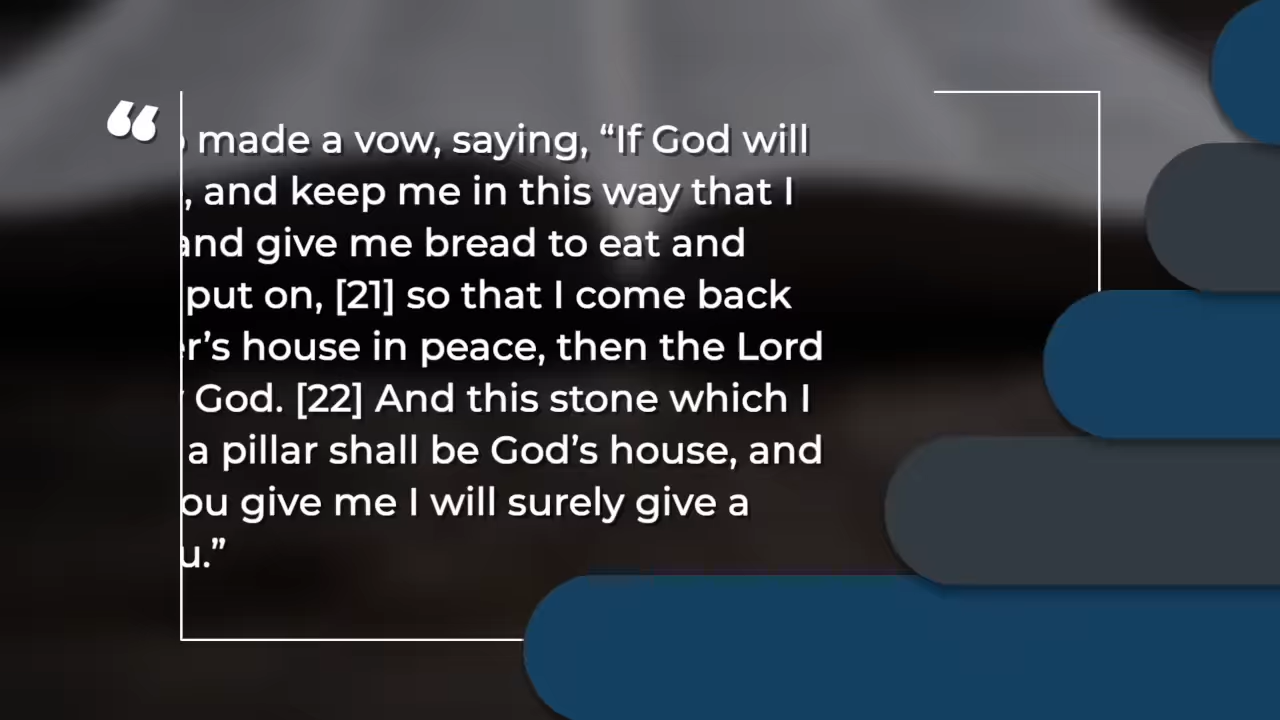 made a vow, saying, “If God will
, and keep me in this way that I
and give me bread to eat and
put on, [21] so that I come back
house in peace, then the Lord
God. [22] And this stone which I
a pillar shall be God’s house, and
give me I will surely give a